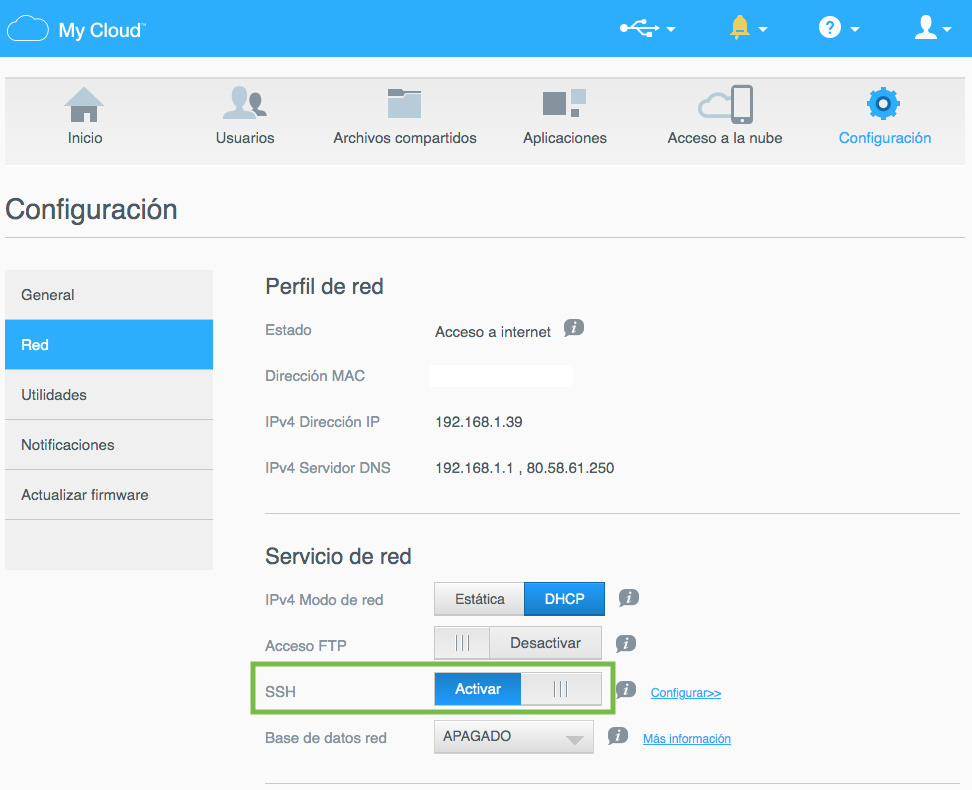 My Cloud™
?
Inicio
Usuarios
Archivos compartidos
Aplicaciones
Acceso a la nube
Configuración
Configuración
General
Red
Utilidades
Notificaciones
Actualizar firmware
Perfil de red
Estado Acceso a internet i
Dirección MAC
IPv4 Dirección IP 192.168.1.39
IPv4 Servidor DNS 192.168.1.1 , 80.58.61.250
Servicio de red
IPv4 Modo de red Estática DHCP i
Acceso FTP Desactivar i
SSH Activar i Configurar>>
Base de datos red APAGADO i Más información